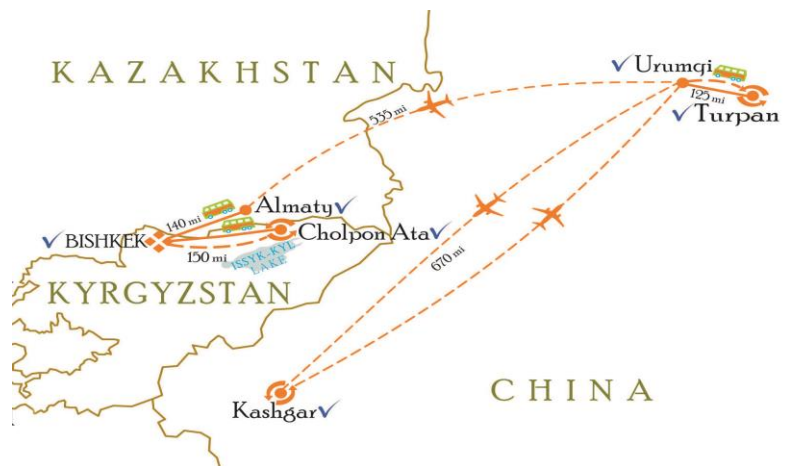 KAZAKHSTAN
Urumqi
125 mi
Turpan
535 mi
Almaty
140 mi
BISHKEK
Cholpon Ata
150 mi
ISSYK-KYL
LAKE
670 mi
KYRGYZSTAN
CHINA
Kashgar